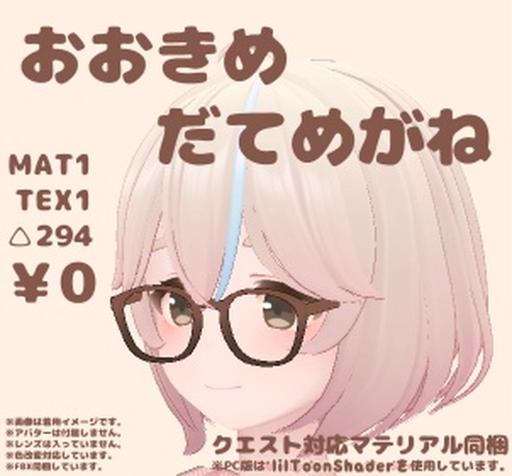 おおきめ
だてめがね
MAT1
TEX1
△294
¥0
※画像は着用イメージです。
※アバターは付属しません。
※レンズは入っていません。
※色改変対応しています。
※FBX同梱しています。
クエスト対応マテリアル同梱
※PC版は lilToonShaderを使用しています。